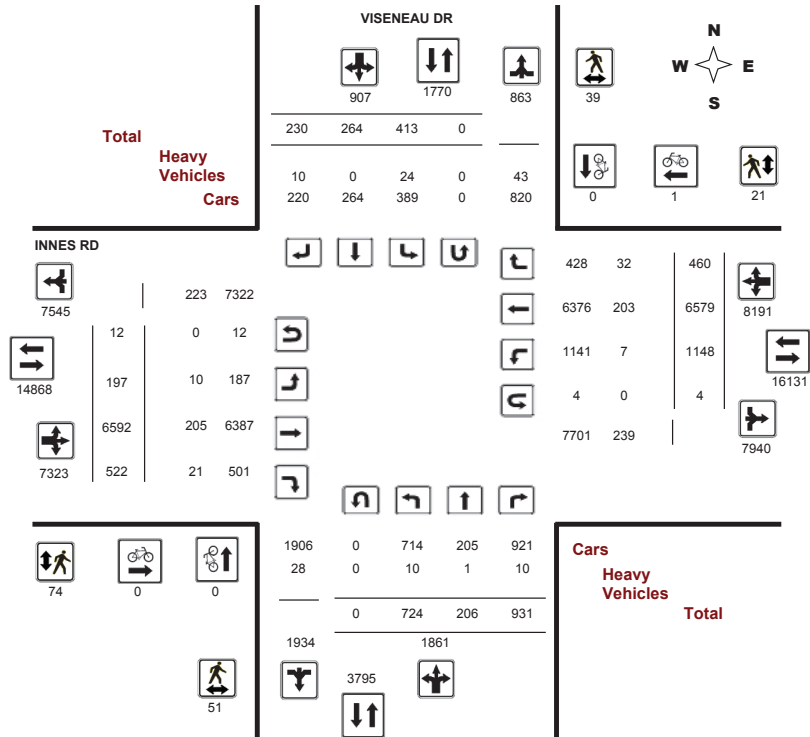 VISENEAU DR
N
W E
S
907 1770 863 39
230 264 413 0
Total
Heavy
Vehicles
Cars
10 0 24 0 43
220 264 389 0 820
0 1 21
INNES RD
7545
223 7322
428 32 460
8191
12 0 12
6376 203 6579
14868
197 10 187
1141 7 1148
16131
6592 205 6387
4 0 4
7323
522 21 501
7701 239
7940
1906 0 714 205 921
28 0 10 1 10
0 724 206 931
Cars
Heavy
Vehicles
Total
74 0 0
1934 1861
3795
51